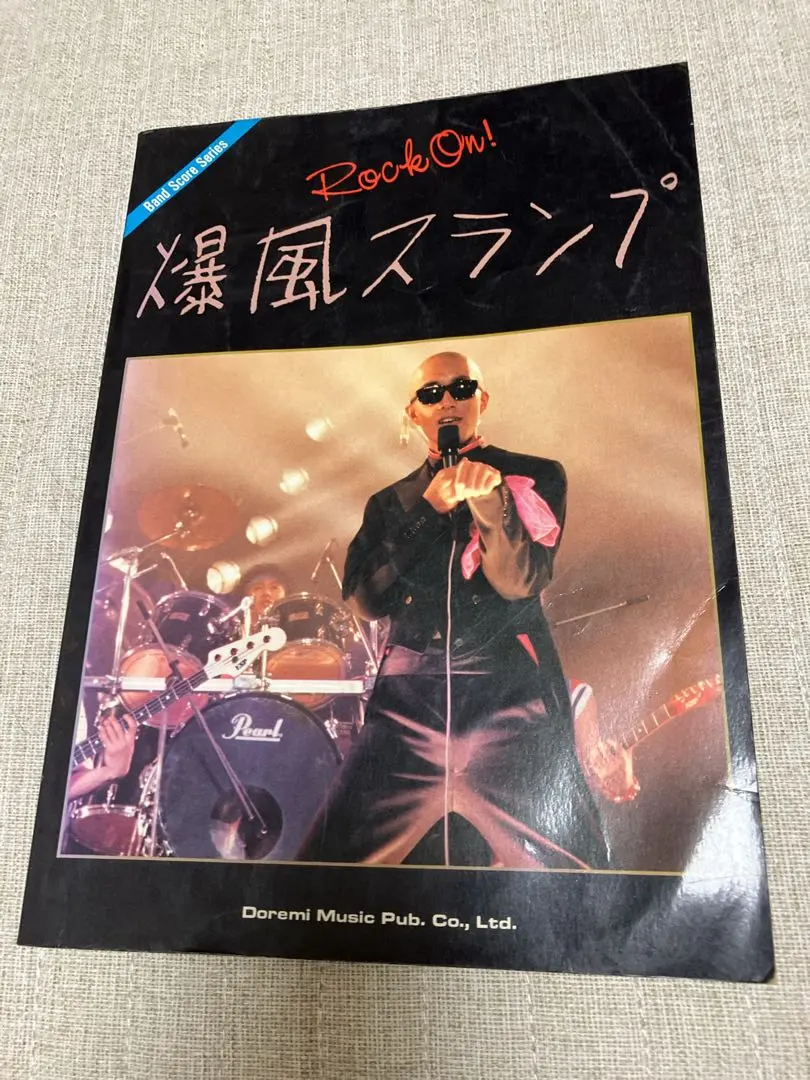 Band Score Series
Rock On!
爆風スランプ
Pearl
Doremi Music Pub. Co., Ltd.